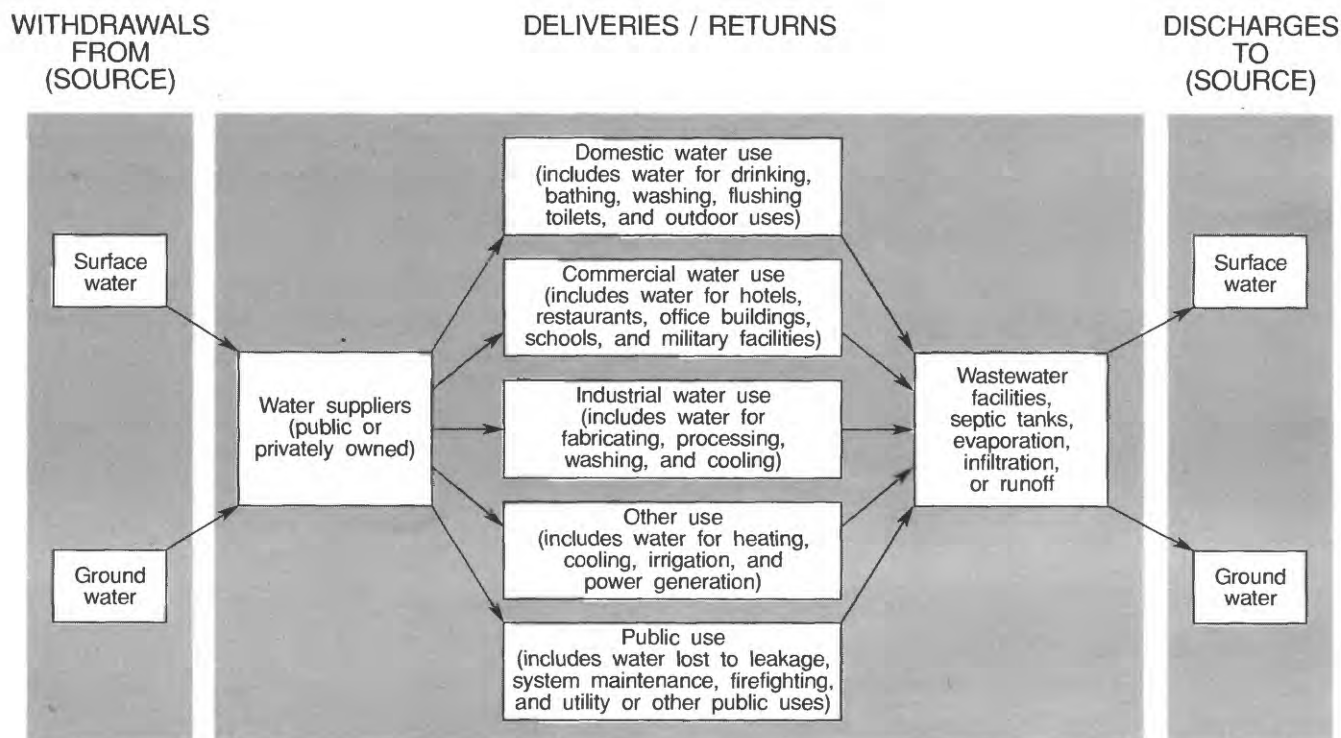 WITHDRAWALS
FROM
(SOURCE)
DELIVERIES / RETURNS
DISCHARGES
TO
(SOURCE)
Surface
water
Ground
water
Water suppliers
(public or
privately owned)
Domestic water use
(includes water for drinking,
bathing, washing, flushing
toilets, and outdoor uses)
Commercial water use
(includes water for hotels,
restaurants, office buildings,
schools, and military facilities)
Industrial water use
(includes water for
fabricating, processing,
washing, and cooling)
Other use
(includes water for heating,
cooling, irrigation, and
power generation)
Public use
(includes water lost to leakage,
system maintenance, firefighting,
and utility or other public uses)
Wastewater
facilities,
septic tanks,
evaporation,
infiltration,
or runoff
Surface
water
Ground
water